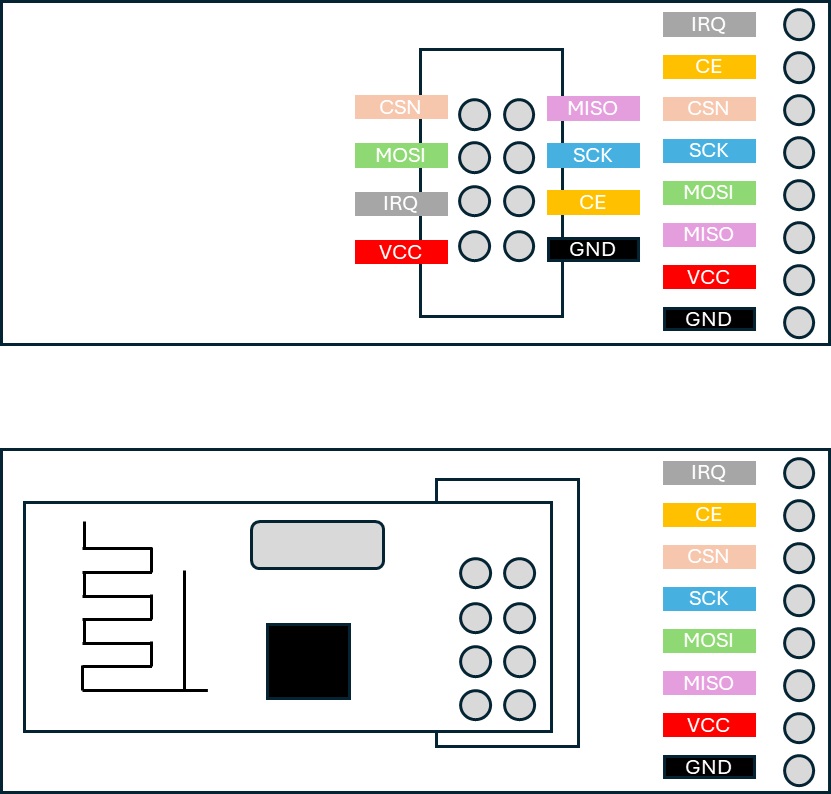 IRQ
CE
CSN
MISO
CSN
MOSI
SCK
SCK
MOSI
IRQ
CE
MISO
VCC
GND
VCC
GND
IRQ
CE
CSN
SCK
MOSI
MISO
VCC
GND